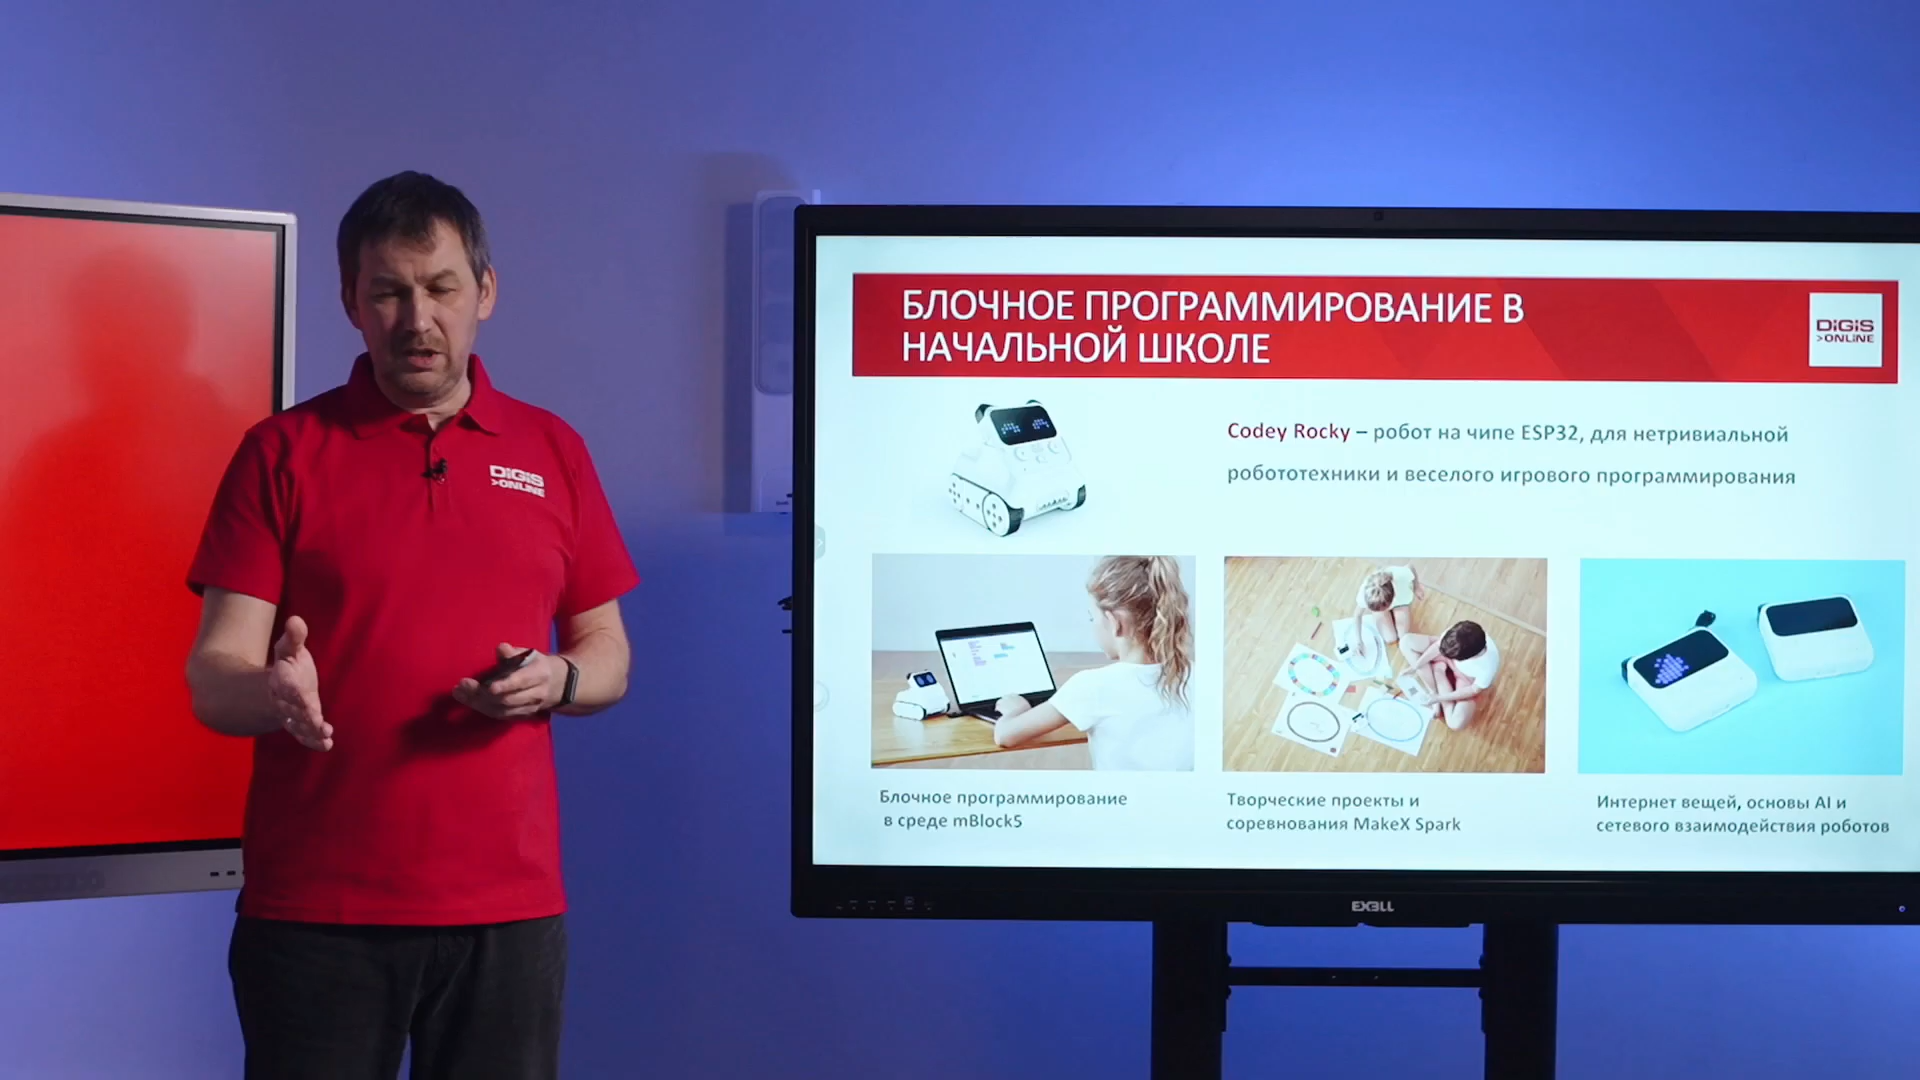 БЛОЧНОЕ ПРОГРАММИРОВАНИЕ В
НАЧАЛЬНОЙ ШКОЛЕ
DiGiS
>ONLiNE
Codey Rocky – робот на чипе ESP32, для нетривиальной
робототехники и веселого игрового программирования
DiGiS
>ONLiNE
Блочное программирование
в среде mBlock5
Творческие проекты и
соревнования MakeX Spark
Интернет вещей, основы AI и
сетевого взаимодействия роботов
EXELL